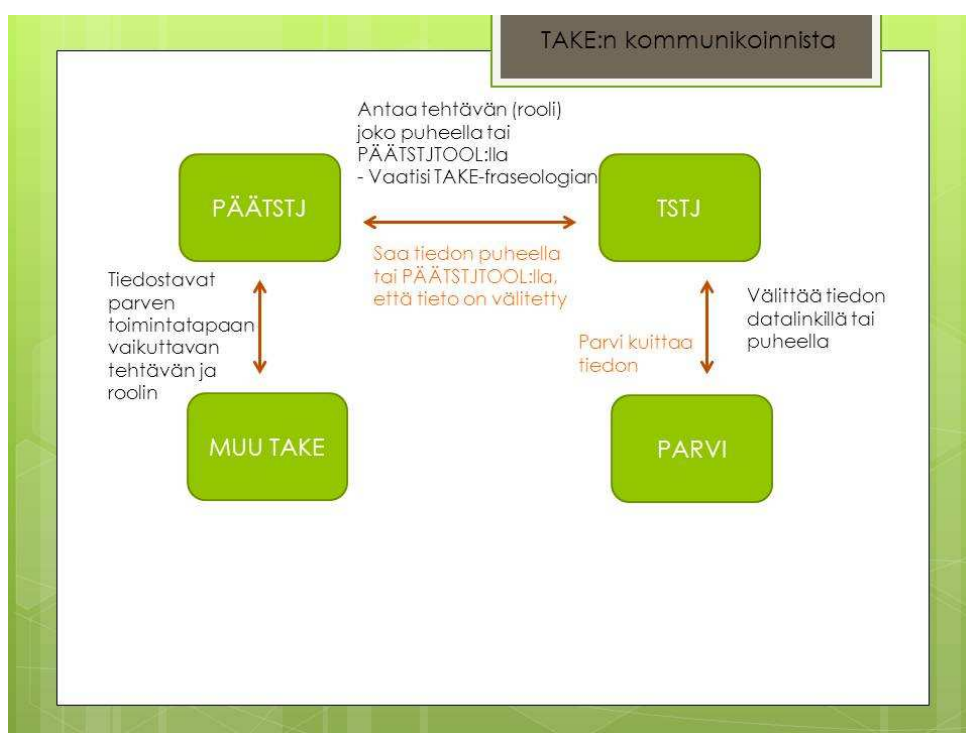 TAKE:n kommunikoinnista
Antaa tehtävän (rooli)
joko puheella tai
PÄÄTSTJTOOL:lla
- Vaatisi TAKE-fraseologian
PÄÄTSTJ
TSTJ
Saa tiedon puheella
tai PÄÄTSTJTOOL:lla,
että tieto on välitetty
Tiedostavat
parven
toimintatapaan
vaikuttavan
tehtävän ja
roolin
Parvi kuittaa
tiedon
Välittää tiedon
datalinkillä tai
puheella
MUU TAKE
PARVI